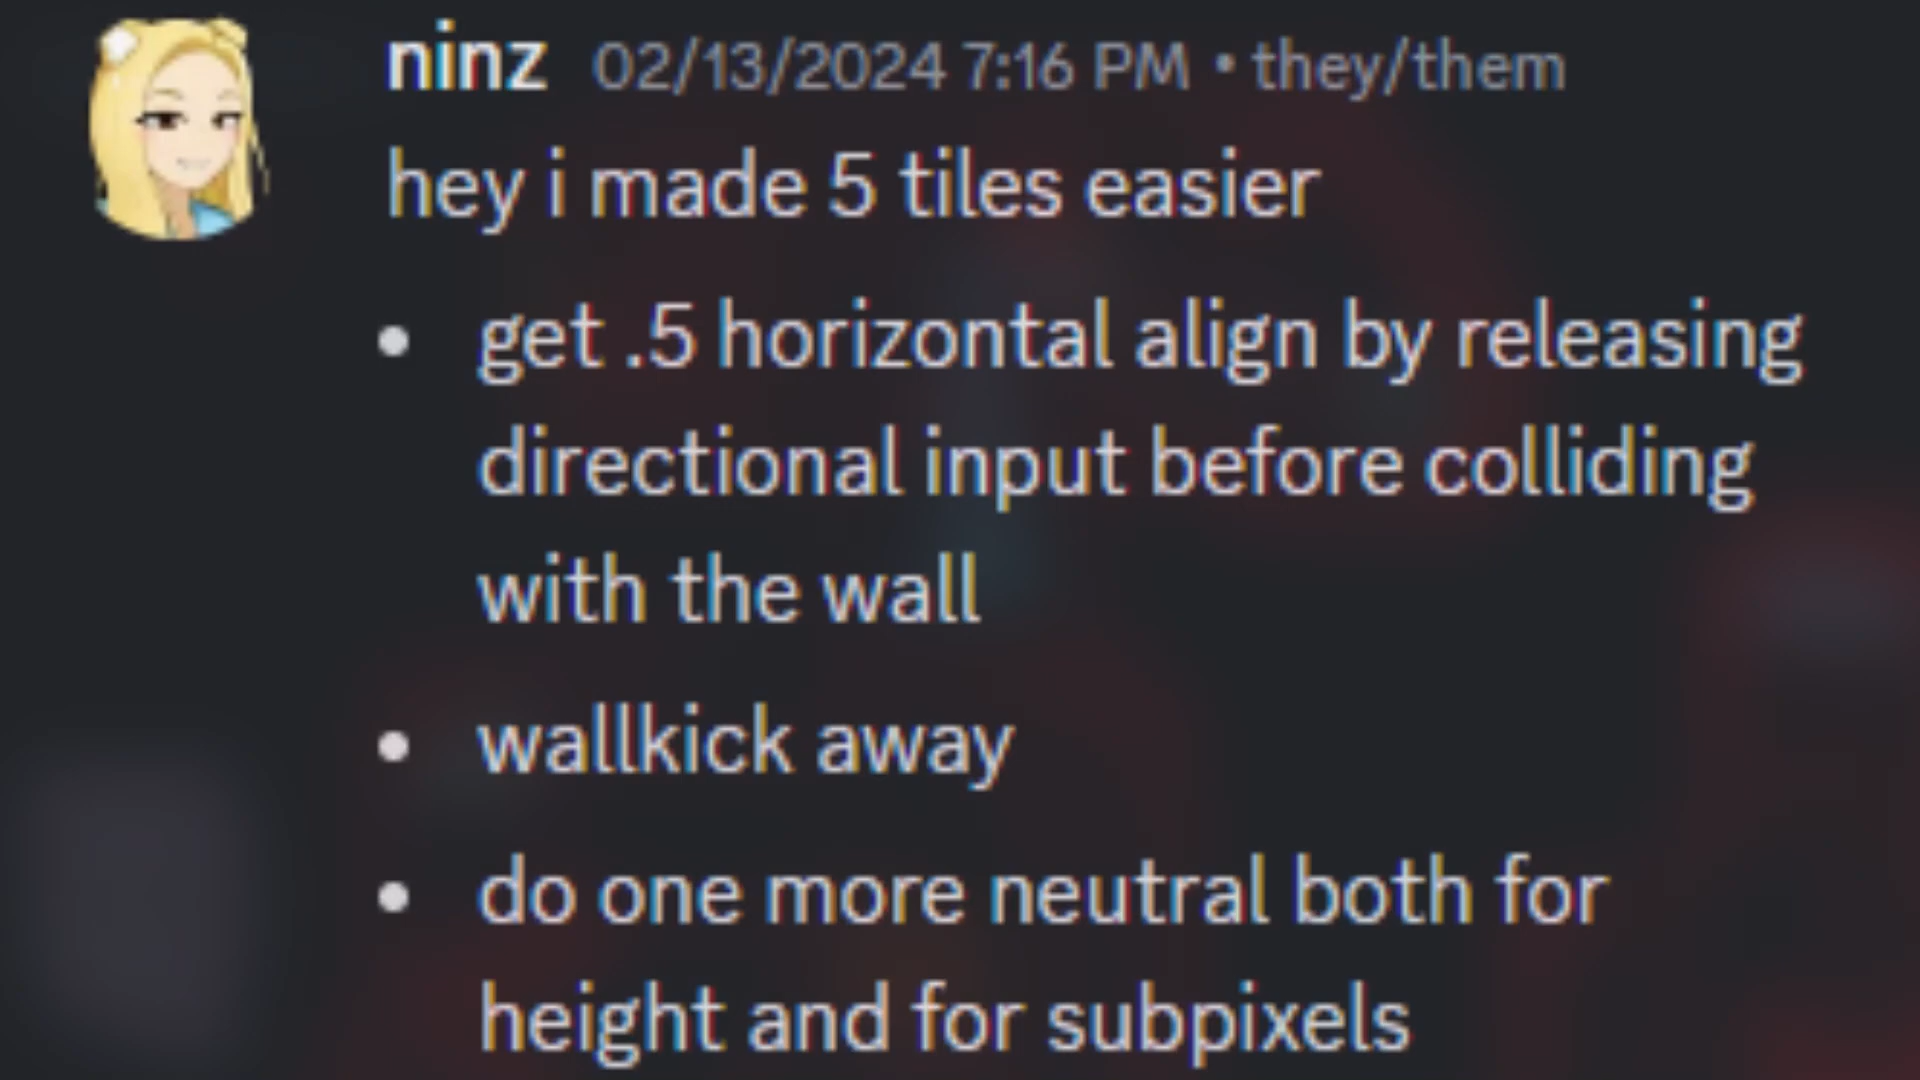 ninz 02/13/2024 7:16 PM • they/them
hey i made 5 tiles easier
• get .5 horizontal align by releasing
directional input before colliding
with the wall
• wallkick away
• do one more neutral both for
height and for subpixels